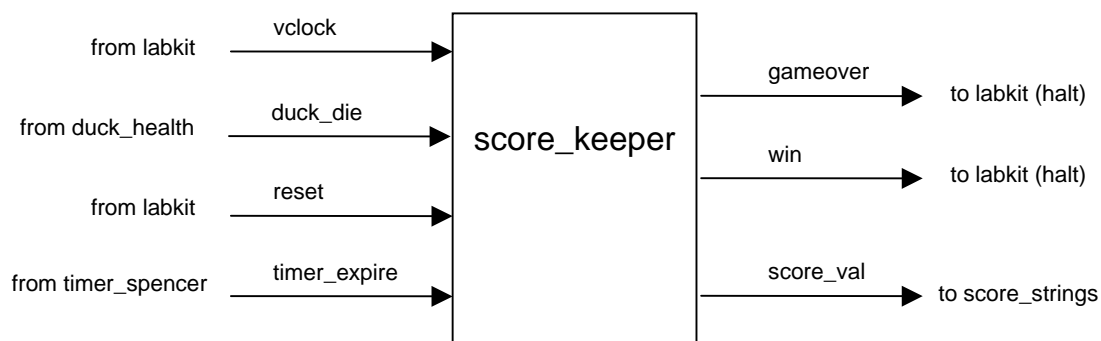 from labkit
vclock
from duck_health
duck_die
from labkit
reset
from timer_spencer
timer_expire
score_keeper
gameover
to labkit (halt)
win
to labkit (halt)
score_val
to score_strings